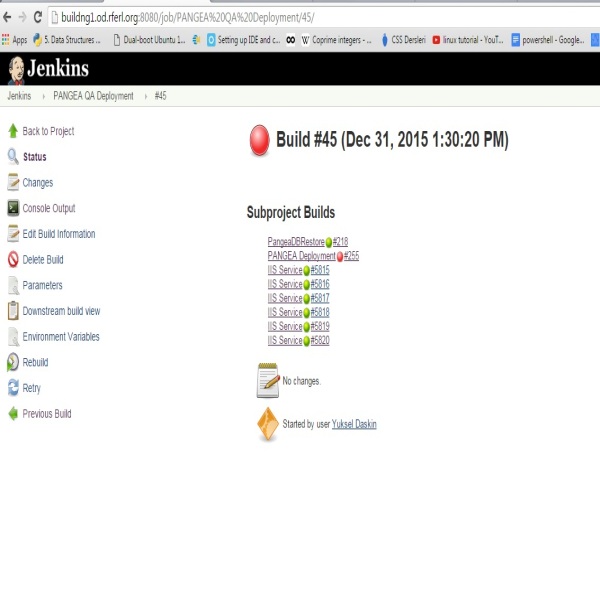 buildng1.od.rferl.org:8080/job/PANGEA%20QA%20Deployment/45/
Apps 5. Data Structures ... Dual-boot Ubuntu 1... Setting up IDE and c... Coprime integers - ... CSS Dersleri linux tutorial - YouT... powershell - Google...
Jenkins
Jenkins › PANGEA QA Deployment › #45
Back to Project
Status
Changes
Console Output
Edit Build Information
Delete Build
Parameters
Downstream build view
Environment Variables
Rebuild
Retry
Previous Build
Build #45 (Dec 31, 2015 1:30:20 PM)
Subproject Builds
PangeaDBRestore #218
PANGEA Deployment #255
IIS Service #5815
IIS Service #5816
IIS Service #5817
IIS Service #5818
IIS Service #5819
IIS Service #5820
No changes.
Started by user Yuksel Daskin